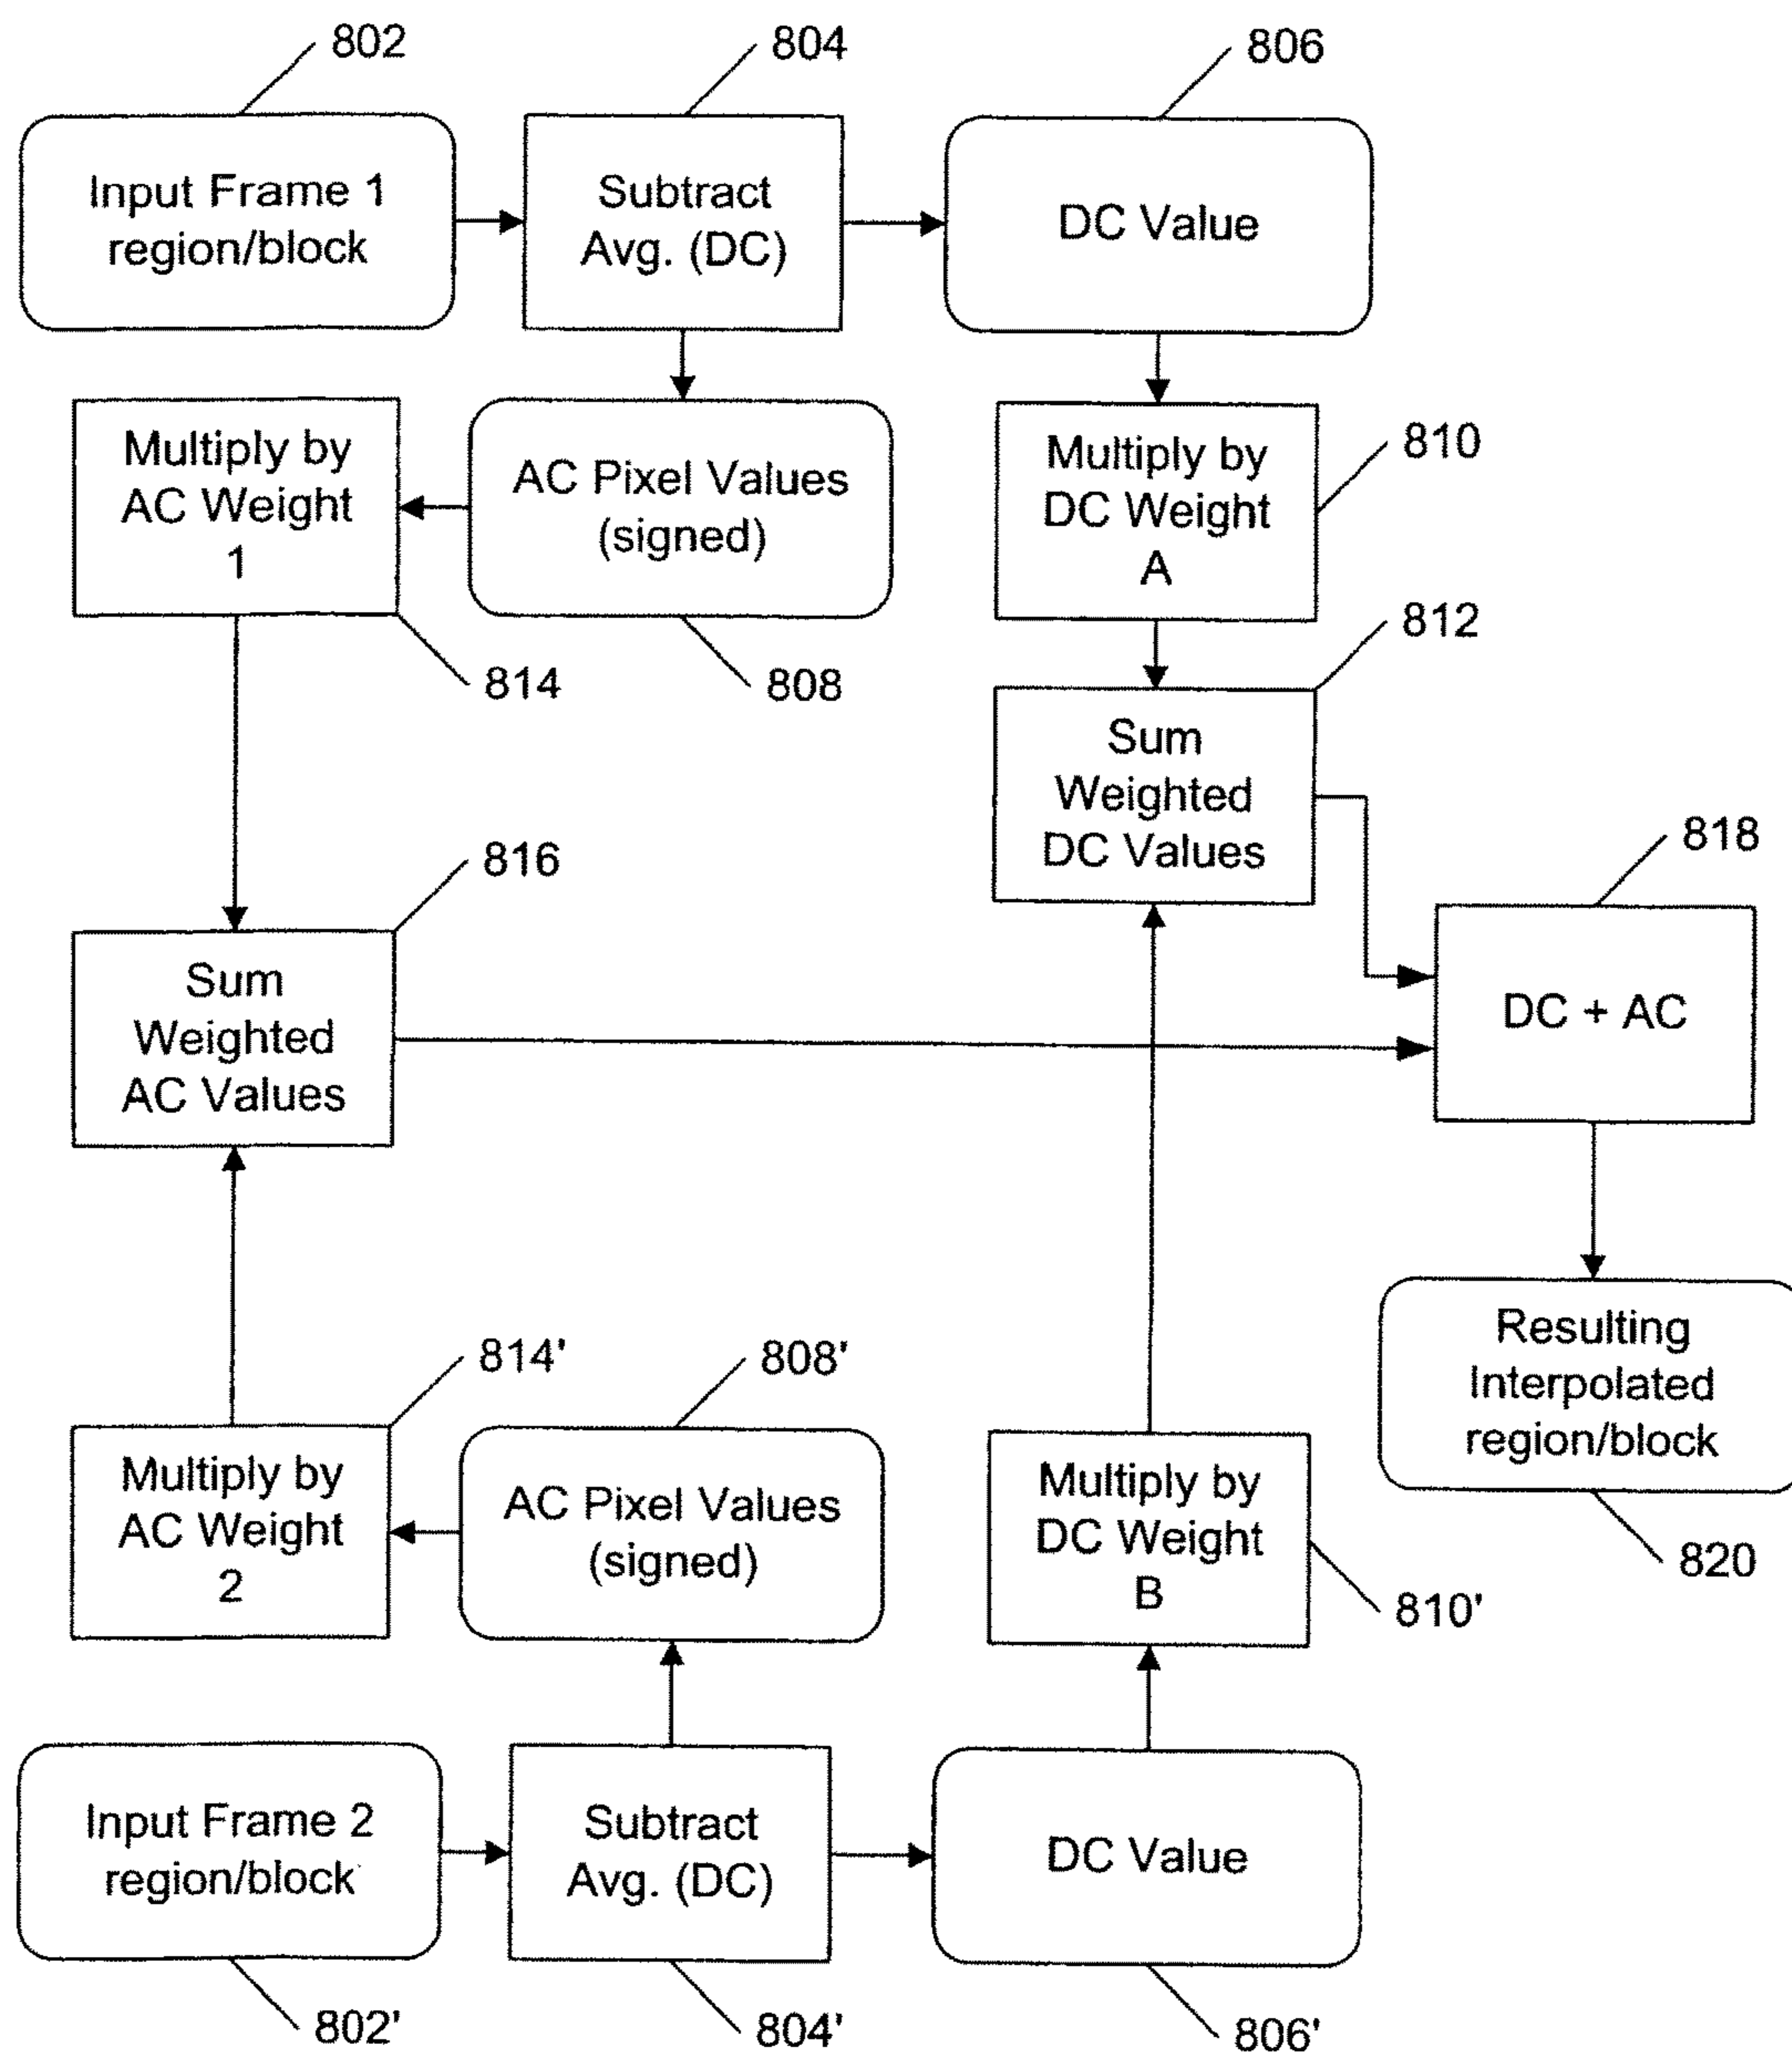 802
804
806
Input Frame 1
region/block
Subtract
Avg. (DC)
DC Value
Multiply by
AC Weight
1
AC Pixel Values
(signed)
Multiply by
DC Weight
A
810
814
808
812
Sum
Weighted
DC Values
816
818
Sum
Weighted
AC Values
DC + AC
814'
808'
Resulting
Interpolated
region/block
Multiply by
AC Weight
2
AC Pixel Values
(signed)
Multiply by
DC Weight
B
820
810'
Input Frame 2
region/block
Subtract
Avg. (DC)
DC Value
802'
804'
806'